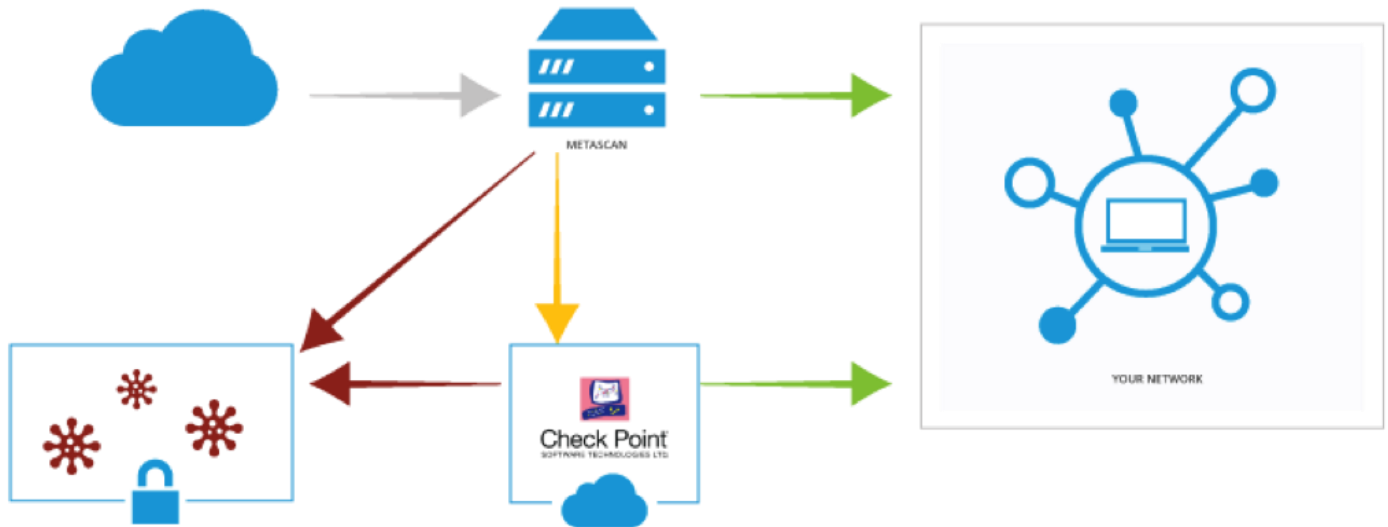 METASCAN
YOUR NETWORK
Check Point
SOFTWARE TECHNOLOGIES LTD.